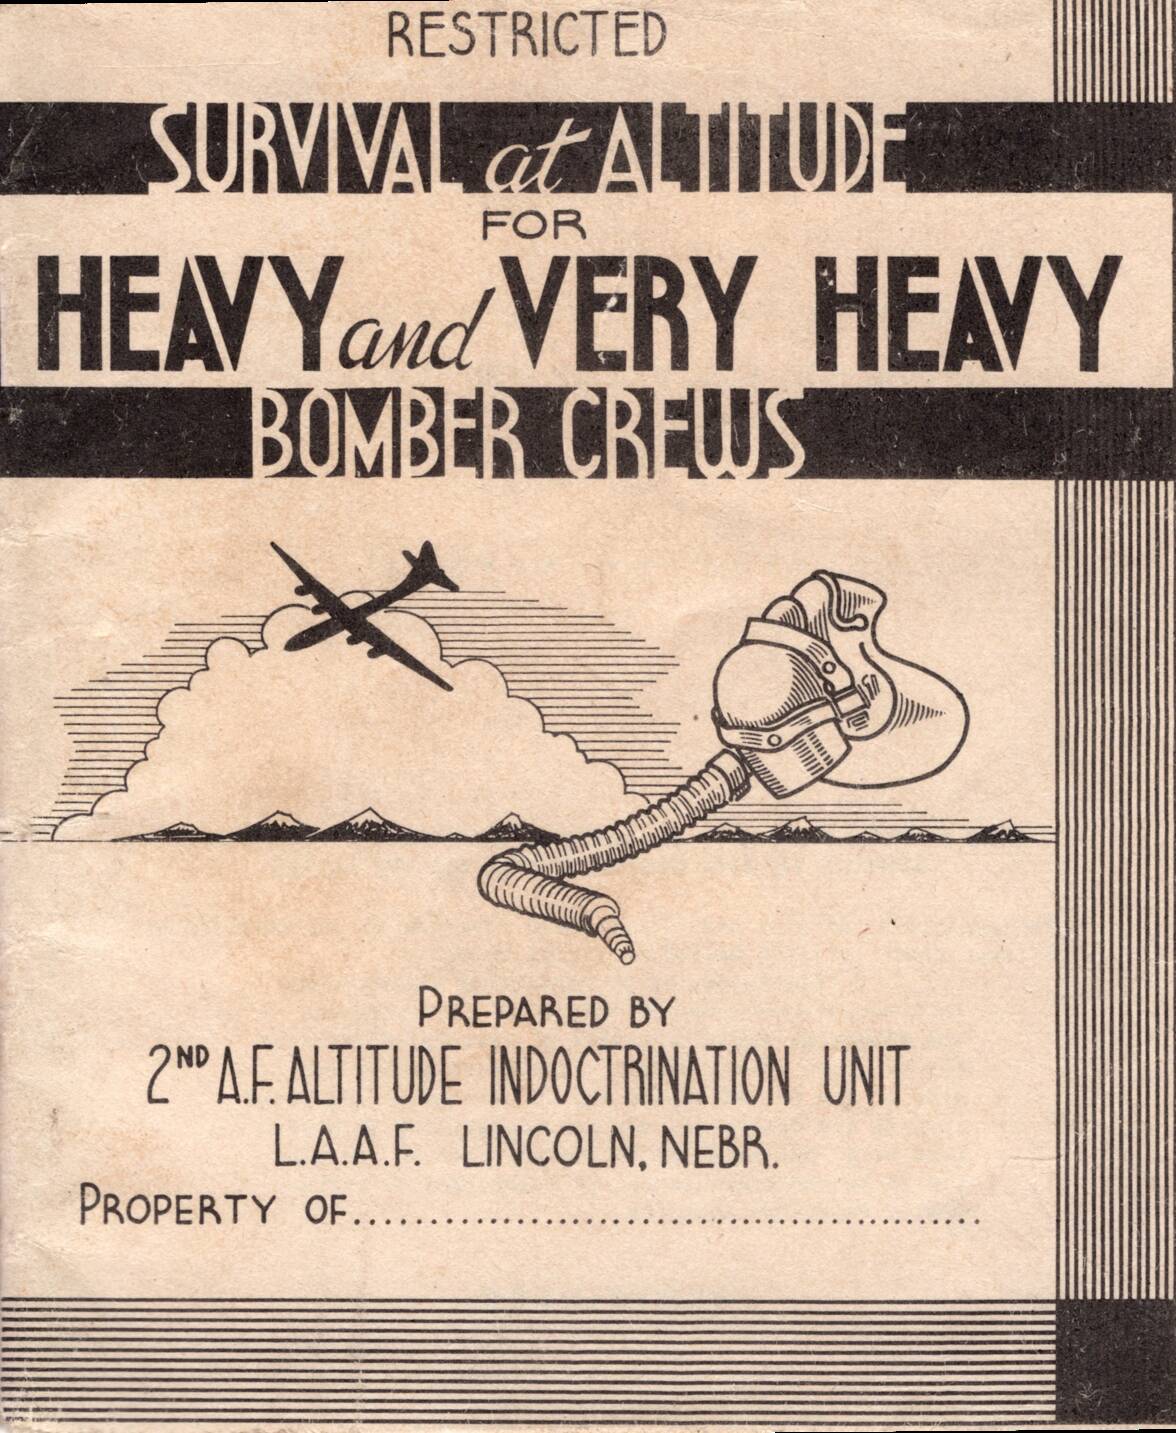 RESTRICTED
SURVIVAL at ALTITUDE
FOR
HEAVY and VERY HEAVY
BOMBER CREWS
PREPARED BY
2ND A.F. ALTITUDE INDOCTRINATION UNIT
L.A.A.F. LINCOLN, NEBR.
PROPERTY OF..................................................